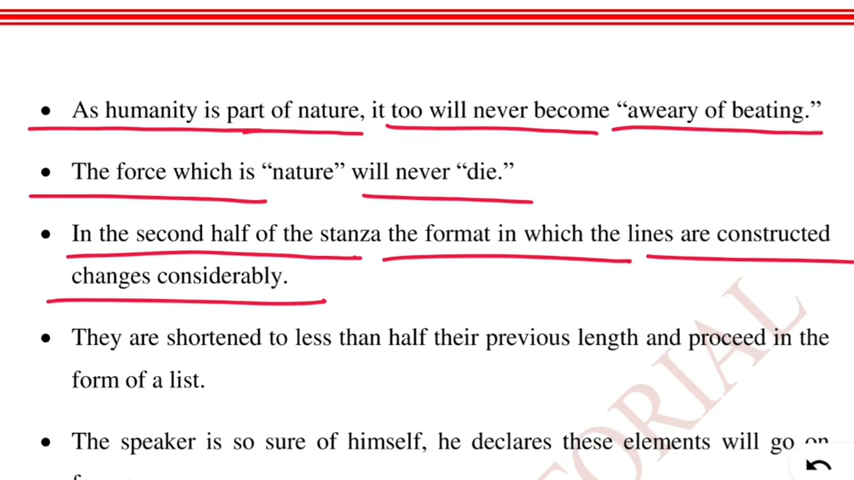 • As humanity is part of nature, it too will never become “aweary of beating.”
• The force which is “nature” will never “die.”
• In the second half of the stanza the format in which the lines are constructed
changes considerably.
• They are shortened to less than half their previous length and proceed in the
form of a list.
• The speaker is so sure of himself, he declares these elements will go on
TORIAL